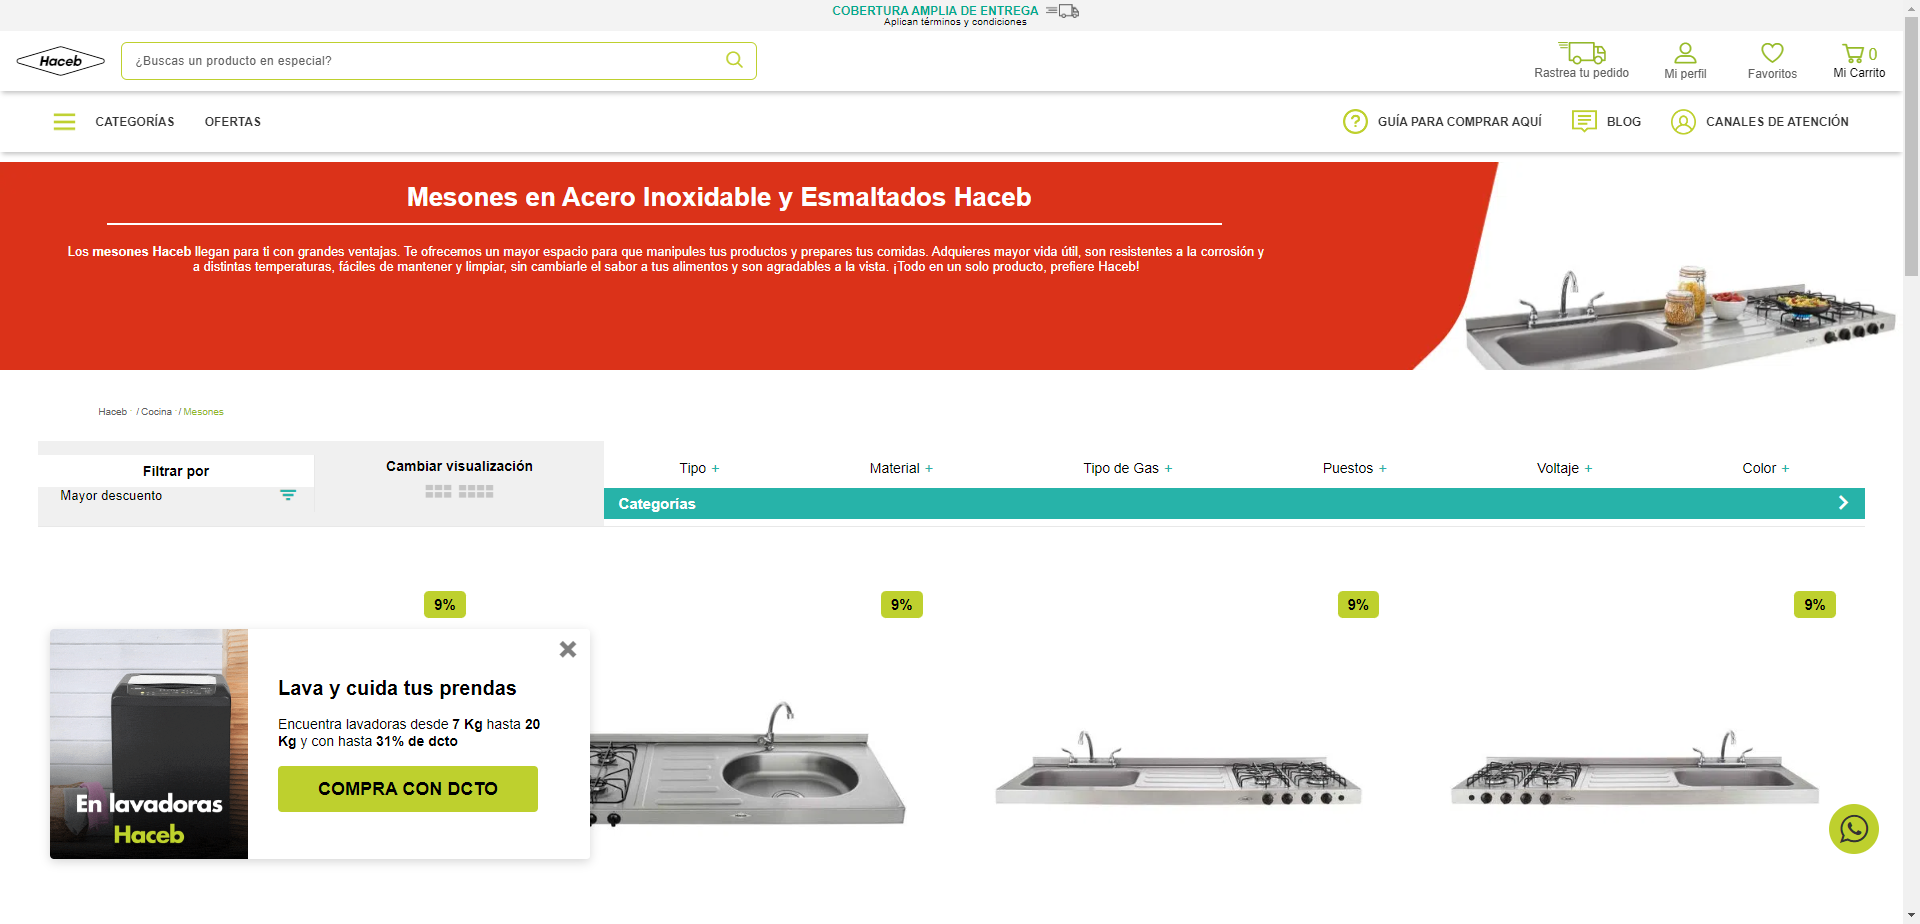 COBERTURA AMPLIA DE ENTREGA
Aplican términos y condiciones
Haceb
¿Buscas un producto en especial?
Rastrea tu pedido
Mi perfil
Favoritos
0
Mi Carrito
CATEGORÍAS
OFERTAS
GUÍA PARA COMPRAR AQUÍ
BLOG
CANALES DE ATENCIÓN
Mesones en Acero Inoxidable y Esmaltados Haceb
Los mesones Haceb llegan para ti con grandes ventajas. Te ofrecemos un mayor espacio para que manipules tus productos y prepares tus comidas. Adquieres mayor vida útil, son resistentes a la corrosión y
a distintas temperaturas, fáciles de mantener y limpiar, sin cambiarle el sabor a tus alimentos y son agradables a la vista. ¡Todo en un solo producto, prefiere Haceb!
Haceb / Cocina / Mesones
Filtrar por
Mayor descuento
Cambiar visualización
Tipo +
Material +
Tipo de Gas +
Puestos +
Voltaje +
Color +
Categorías
9%
9%
9%
9%
En lavadoras
Haceb
Lava y cuida tus prendas
Encuentra lavadoras desde 7 Kg hasta 20
Kg y con hasta 31% de dcto
COMPRA CON DCTO